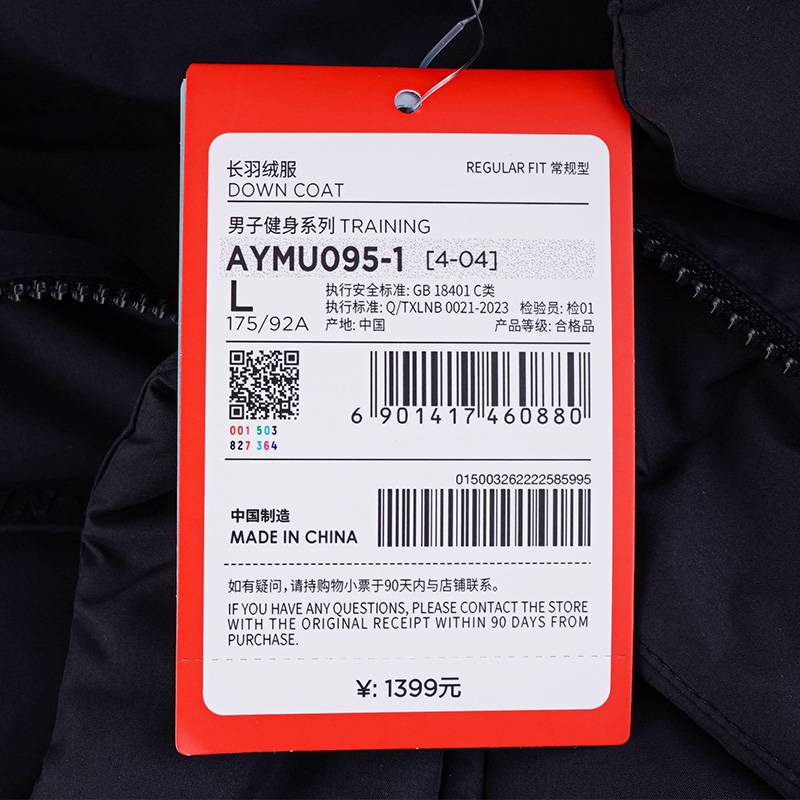 长羽绒服
DOWN COAT
REGULAR FIT 常规型
男子健身系列 TRAINING
AYMU095-1 [4-04]
L
175/92A
执行安全标准: GB 18401 C类
执行标准: Q/TXLNB 0021-2023 检验员: 检01
产地: 中国 产品等级: 合格品
001 503
827 364
6 901417 460880
015003262222585995
中国制造
MADE IN CHINA
如有疑问,请持购物小票于90天内与店铺联系。
IF YOU HAVE ANY QUESTIONS, PLEASE CONTACT THE STORE
WITH THE ORIGINAL RECEIPT WITHIN 90 DAYS FROM
PURCHASE.
¥: 1399元